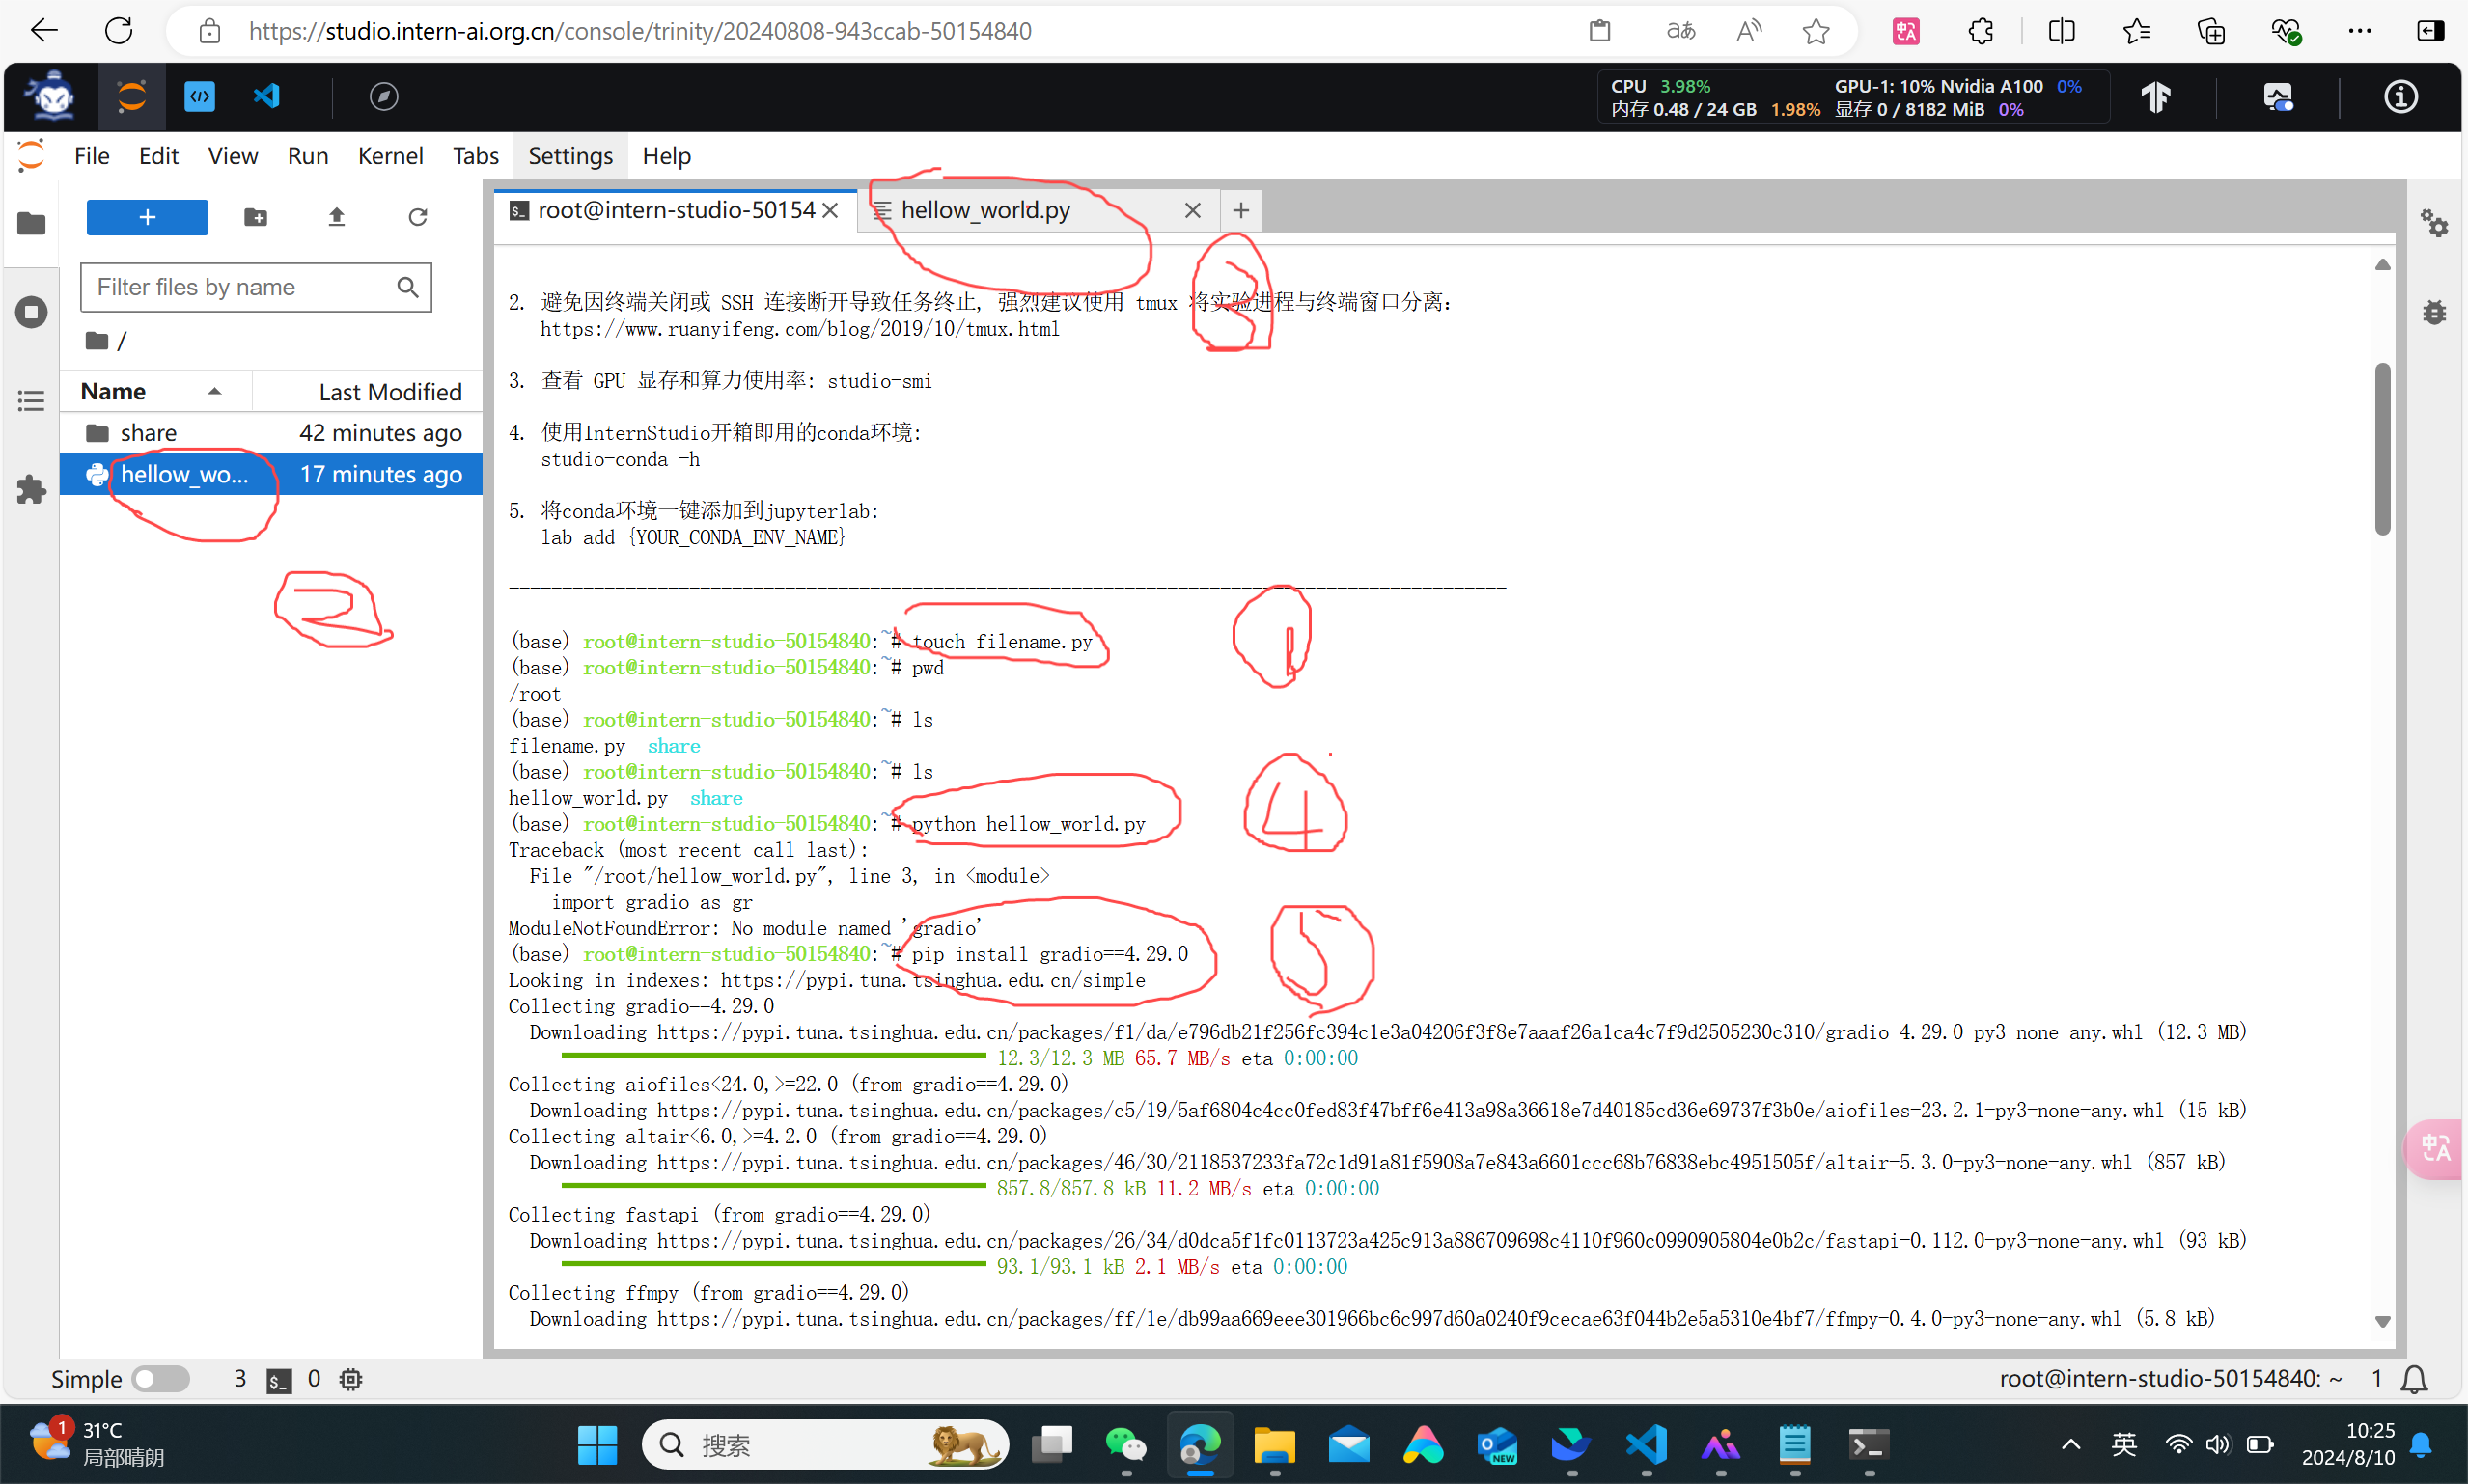 https://studio.intern-ai.org.cn/console/trinity/20240808-943ccab-50154840
CPU 3.98% GPU-1: 10% Nvidia A100 0%
内存 0.48 / 24 GB 1.98% 显存 0 / 8182 MiB 0%
File Edit View Run Kernel Tabs Settings Help
root@intern-studio-50154
hellow_world.py
Filter files by name
/
Name Last Modified
share 42 minutes ago
hellow_wo... 17 minutes ago
2. 避免因终端关闭或 SSH 连接断开导致任务终止，强烈建议使用 tmux 将实验进程与终端窗口分离：
https://www.ruanyifeng.com/blog/2019/10/tmux.html
3. 查看 GPU 显存和算力使用率: studio-smi
4. 使用InternStudio开箱即用的conda环境:
studio-conda -h
5. 将conda环境一键添加到jupyterlab:
lab add {YOUR_CONDA_ENV_NAME}
----------------------------------------------------------------------------------------------
(base) root@intern-studio-50154840:~# touch filename.py
(base) root@intern-studio-50154840:~# pwd
/root
(base) root@intern-studio-50154840:~# ls
filename.py share
(base) root@intern-studio-50154840:~# ls
hellow_world.py share
(base) root@intern-studio-50154840:~# python hellow_world.py
Traceback (most recent call last):
File "/root/hellow_world.py", line 3, in <module>
import gradio as gr
ModuleNotFoundError: No module named 'gradio'
(base) root@intern-studio-50154840:~# pip install gradio==4.29.0
Looking in indexes: https://pypi.tuna.tsinghua.edu.cn/simple
Collecting gradio==4.29.0
Downloading https://pypi.tuna.tsinghua.edu.cn/packages/f1/da/e796db21f256fc394c1e3a04206f3f8e7aaaf26a1ca4c7f9d2505230c310/gradio-4.29.0-py3-none-any.whl (12.3 MB)
12.3/12.3 MB 65.7 MB/s eta 0:00:00
Collecting aiofiles<24.0,>=22.0 (from gradio==4.29.0)
Downloading https://pypi.tuna.tsinghua.edu.cn/packages/c5/19/5af6804c4cc0fed83f47bff6e413a98a36618e7d40185cd36e69737f3b0e/aiofiles-23.2.1-py3-none-any.whl (15 kB)
Collecting altair<6.0,>=4.2.0 (from gradio==4.29.0)
Downloading https://pypi.tuna.tsinghua.edu.cn/packages/46/30/2118537233fa72c1d91a81f5908a7e843a6601ccc68b76838ebc4951505f/altair-5.3.0-py3-none-any.whl (857 kB)
857.8/857.8 kB 11.2 MB/s eta 0:00:00
Collecting fastapi (from gradio==4.29.0)
Downloading https://pypi.tuna.tsinghua.edu.cn/packages/26/34/d0dca5f1fc0113723a425c913a886709698c4110f960c0990905804e0b2c/fastapi-0.112.0-py3-none-any.whl (93 kB)
93.1/93.1 kB 2.1 MB/s eta 0:00:00
Collecting ffmpy (from gradio==4.29.0)
Downloading https://pypi.tuna.tsinghua.edu.cn/packages/ff/1e/db99aa669eee301966bc6c997d60a0240f9cecae63f044b2e5a5310e4bf7/ffmpy-0.4.0-py3-none-any.whl (5.8 kB)
3
2
1
4
5
Simple 3 0
root@intern-studio-50154840: ~ 1
1
31°C
局部晴朗
搜索
NEW
英
10:25
2024/8/10